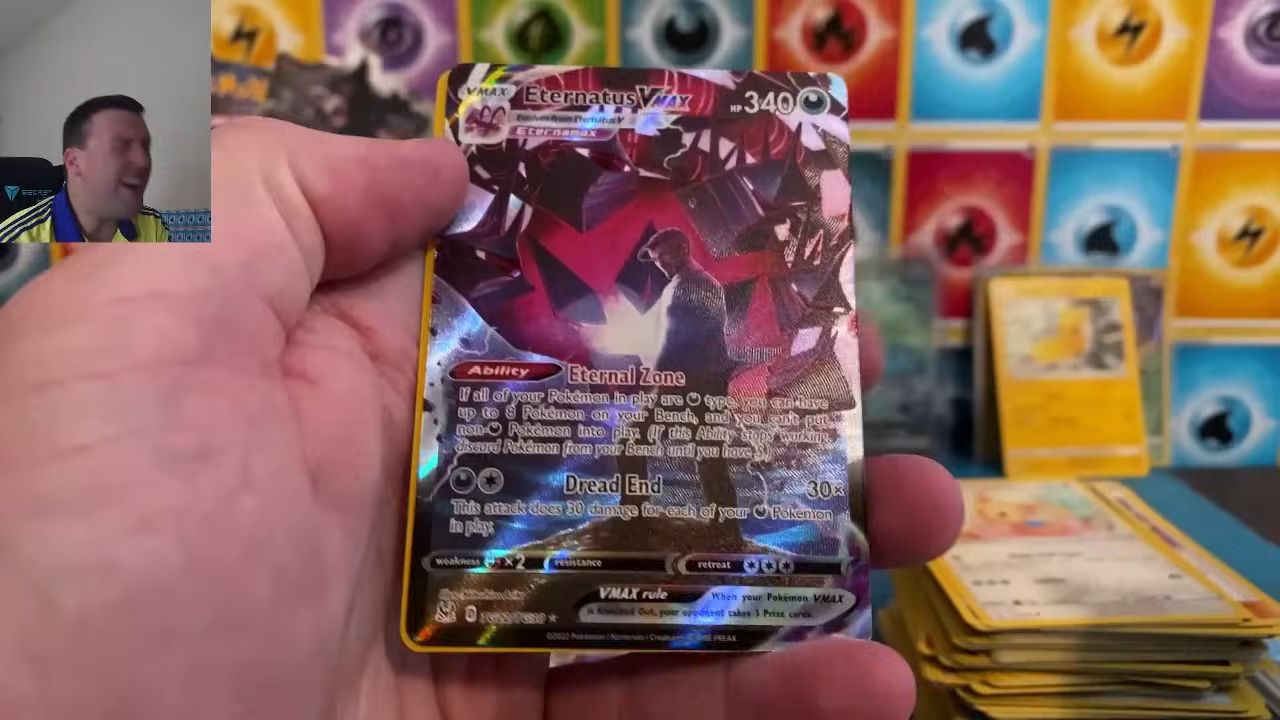 VMAX
Eternatus VMAX
HP 340
Evolves from Eternatus V
Eternamax
Ability Eternal Zone
If all of your Pokémon in play are type, you can have
up to 8 Pokémon on your Bench, and you can't put
non- Pokémon into play. (If this Ability stops working,
discard Pokémon from your Bench until you have 5.)
Dread End 30×
This attack does 30 damage for each of your Pokémon
in play.
weakness ×2 resistance retreat
VMAX rule When your Pokémon VMAX
is Knocked Out, your opponent takes 3 Prize cards.
©2022 Pokémon / Nintendo / Creatures / GAME FREAK
SECRET